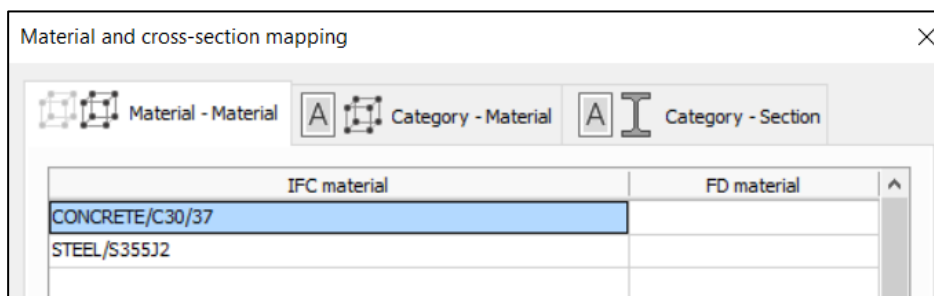 Material and cross-section mapping
Material - Material
A Category - Material
A Category - Section
IFC material FD material
CONCRETE/C30/37
STEEL/S355J2